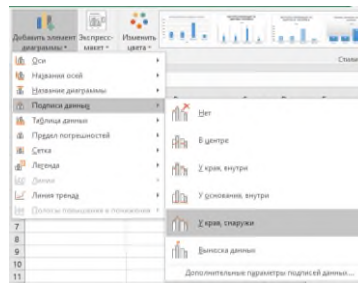 Добавить элемент диаграммы
Экспресс-макет
Изменить цвета
Стили
Оси
Названия осей
Название диаграммы
Подписи данных
Таблица данных
Предел погрешностей
Сетка
Легенда
Линии
Линия тренда
Полосы повышения и понижения
Нет
В центре
У края, внутри
У основания, внутри
У края, снаружи
Выноска данных
Дополнительные параметры подписей данных...
7
8
9
10
11